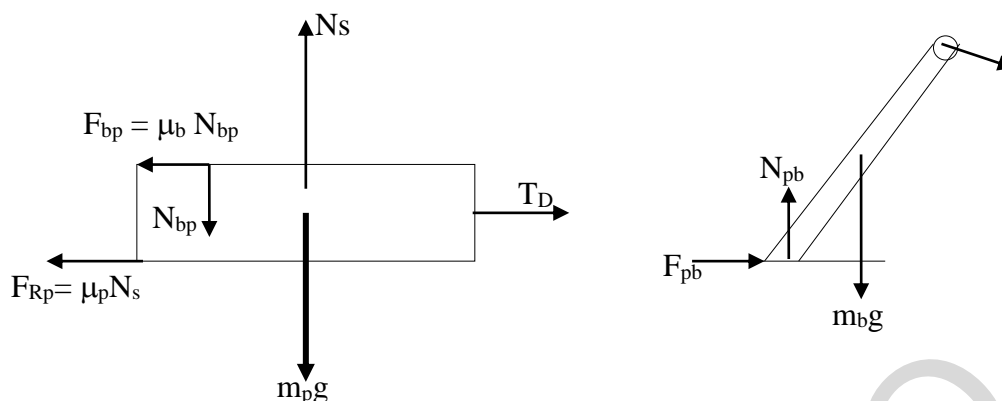 Ns
F_bp = μ_b N_bp
N_bp
T_D
F_Rp= μ_pN_s
m_pg
N_pb
F_pb
m_bg